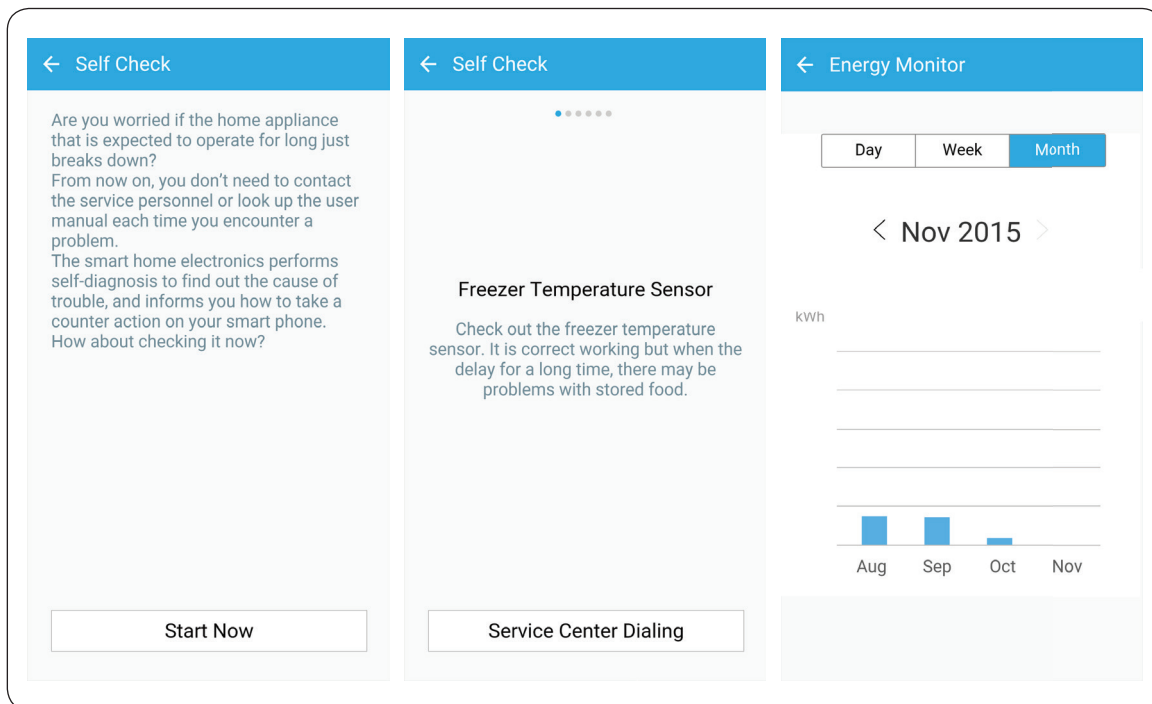 Self Check
Are you worried if the home appliance
that is expected to operate for long just
breaks down?
From now on, you don't need to contact
the service personnel or look up the user
manual each time you encounter a
problem.
The smart home electronics performs
self-diagnosis to find out the cause of
trouble, and informs you how to take a
counter action on your smart phone.
How about checking it now?
Start Now
Self Check
Freezer Temperature Sensor
Check out the freezer temperature
sensor. It is correct working but when the
delay for a long time, there may be
problems with stored food.
Service Center Dialing
Energy Monitor
Day Week Month
Nov 2015
kWh
Aug Sep Oct Nov